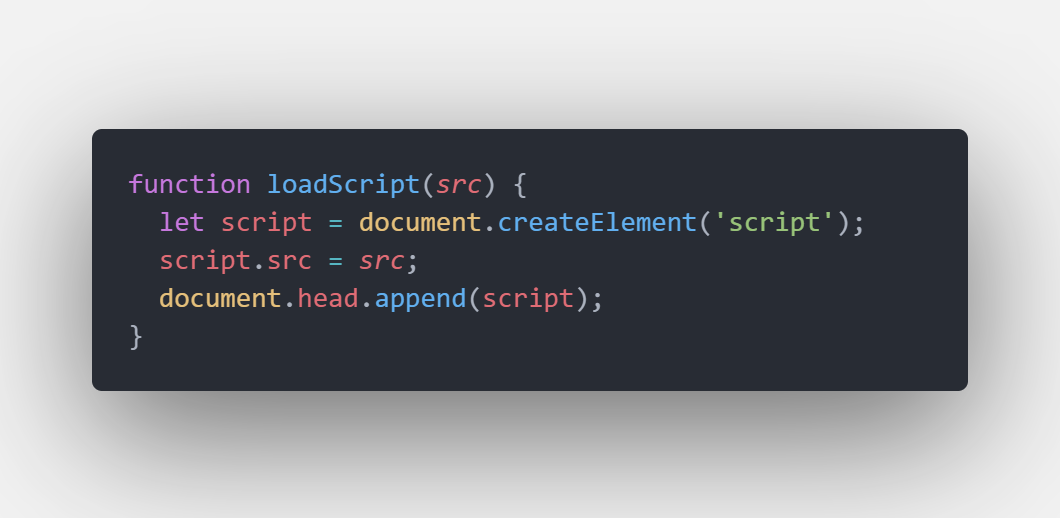 function loadScript(src) {
  let script = document.createElement('script');
  script.src = src;
  document.head.append(script);
}